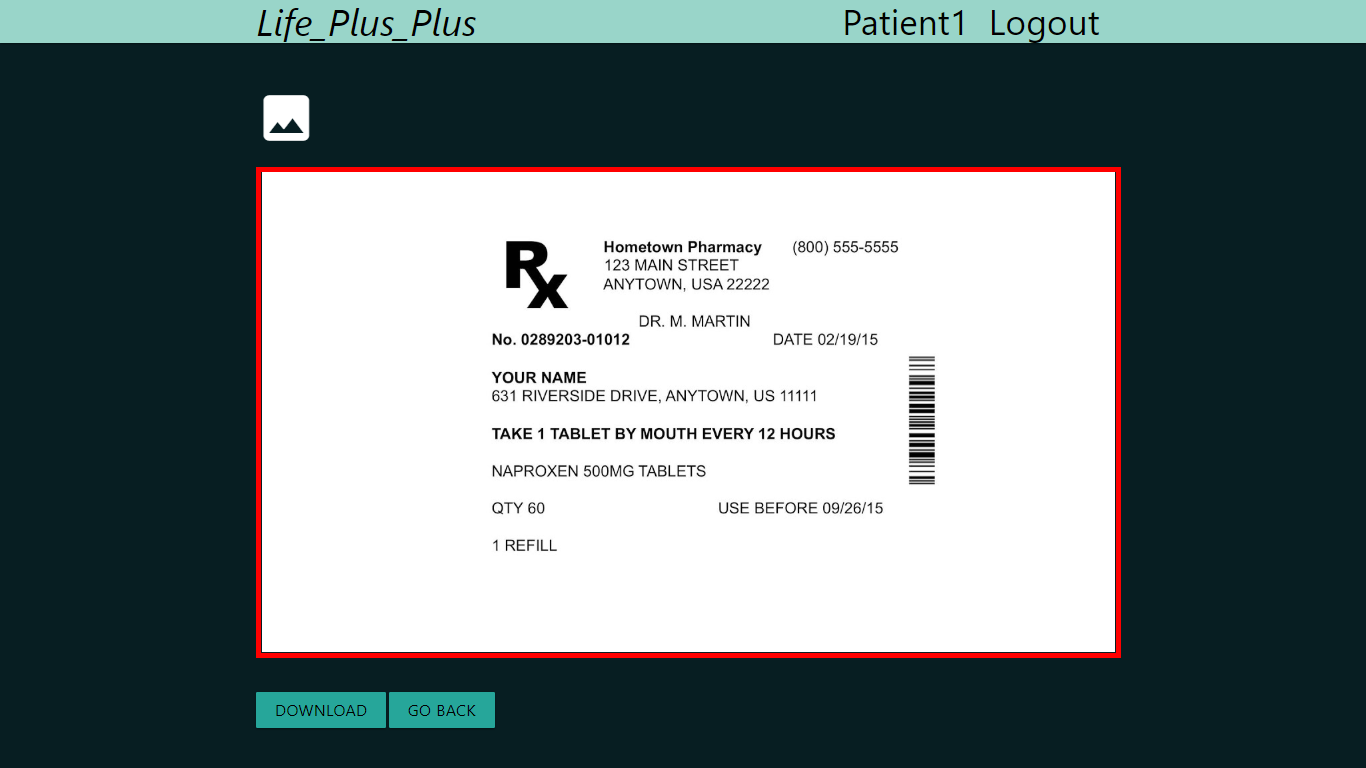 Life_Plus_Plus Patient1 Logout
Rx
Hometown Pharmacy (800) 555-5555
123 MAIN STREET
ANYTOWN, USA 22222
DR. M. MARTIN
No. 0289203-01012 DATE 02/19/15
YOUR NAME
631 RIVERSIDE DRIVE, ANYTOWN, US 11111
TAKE 1 TABLET BY MOUTH EVERY 12 HOURS
NAPROXEN 500MG TABLETS
QTY 60 USE BEFORE 09/26/15
1 REFILL
DOWNLOAD GO BACK